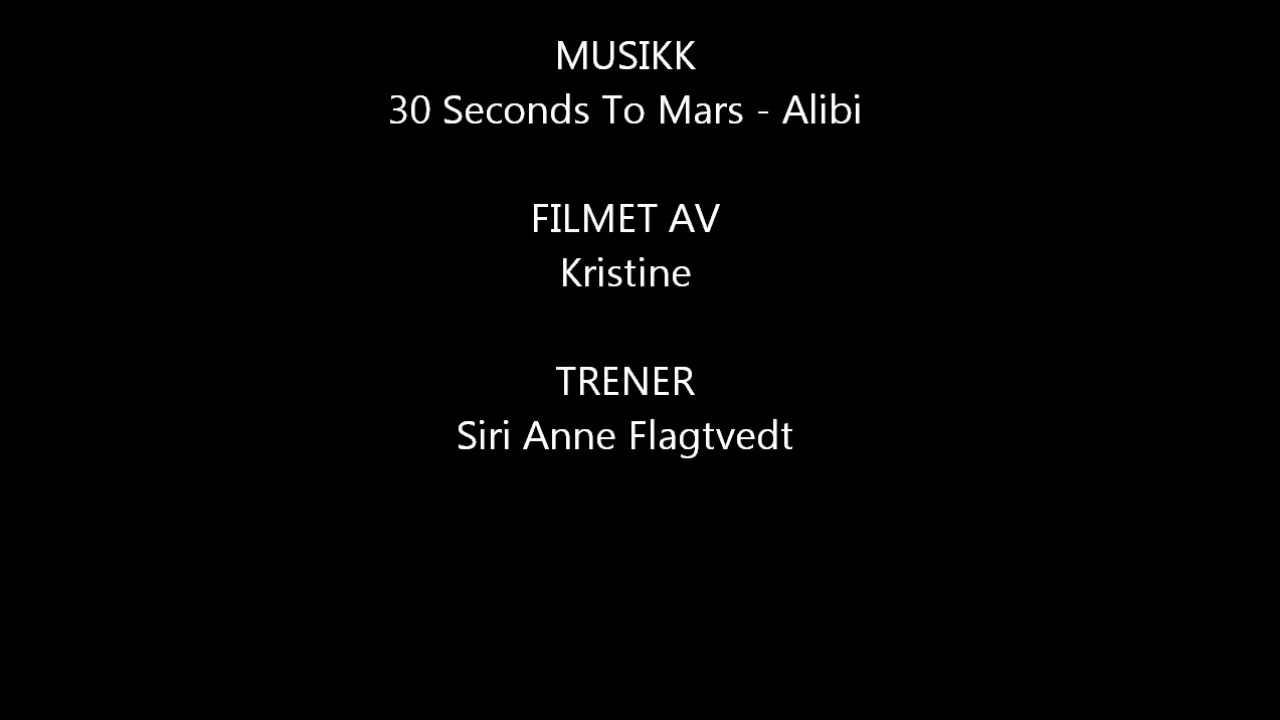 MUSIKK
30 Seconds To Mars - Alibi
FILMET AV
Kristine
TRENER
Siri Anne Flagtvedt